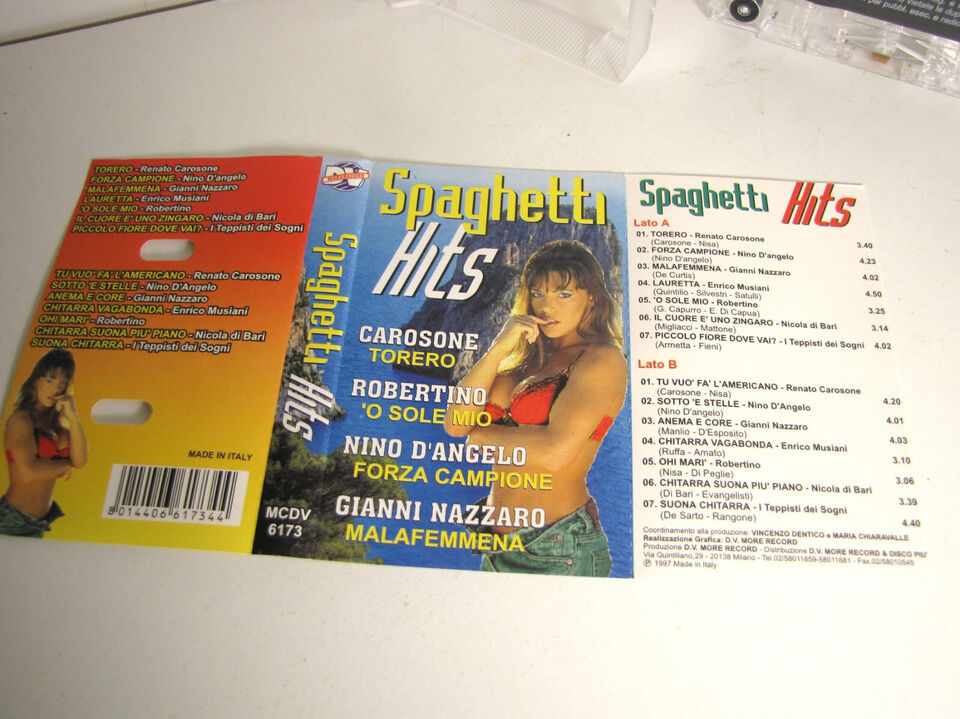 TORERO - Renato Carosone
FORZA CAMPIONE - Nino D'angelo
MALAFEMMENA - Gianni Nazzaro
LAURETTA - Enrico Musiani
'O SOLE MIO - Robertino
IL CUORE E' UNO ZINGARO - Nicola di Bari
PICCOLO FIORE DOVE VAI? - I Teppisti dei Sogni
TU VUO' FA' L'AMERICANO - Renato Carosone
SOTTO 'E STELLE - Nino D'Angelo
ANEMA E CORE - Gianni Nazzaro
CHITARRA VAGABONDA - Enrico Musiani
OHI MARI' - Robertino
CHITARRA SUONA PIU' PIANO - Nicola di Bari
SUONA CHITARRA - I Teppisti dei Sogni
MADE IN ITALY
8 014406 617344
Spaghetti Hits
MCDV
6173
Spaghetti
Hits
CAROSONE
TORERO
ROBERTINO
'O SOLE MIO
NINO D'ANGELO
FORZA CAMPIONE
GIANNI NAZZARO
MALAFEMMENA
Spaghetti Hits
Lato A
01. TORERO - Renato Carosone 3.40
(Carosone - Nisa)
02. FORZA CAMPIONE - Nino D'angelo 4.23
(Nino D'angelo)
03. MALAFEMMENA - Gianni Nazzaro 4.02
(De Curtis)
04. LAURETTA - Enrico Musiani 4.50
(Quintilio - Silvestri - Satulli)
05. 'O SOLE MIO - Robertino 3.25
(G. Capurro - E. Di Capua)
06. IL CUORE E' UNO ZINGARO - Nicola di Bari 3.14
(Migliacci - Mattone)
07. PICCOLO FIORE DOVE VAI? - I Teppisti dei Sogni 4.02
(Armetta - Fieni)
Lato B
01. TU VUO' FA' L'AMERICANO - Renato Carosone 4.20
(Carosone - Nisa)
02. SOTTO 'E STELLE - Nino D'Angelo 4.01
(Nino D'Angelo)
03. ANEMA E CORE - Gianni Nazzaro 4.03
(Manlio - D'Esposito)
04. CHITARRA VAGABONDA - Enrico Musiani 3.10
(Ruffa - Amato)
05. OHI MARI' - Robertino 3.06
(Nisa - Di Peglie)
06. CHITARRA SUONA PIU' PIANO - Nicola di Bari 3.39
(Di Bari - Evangelisti)
07. SUONA CHITARRA - I Teppisti dei Sogni 4.40
(De Sarto - Rangone)
Coordinamento alla produzione: VINCENZO DENTICO e MARIA CHIARAVALLE
Realizzazione Grafica: D.V. MORE RECORD
Produzione D.V. MORE RECORD - Distribuzione D.V. MORE RECORD & DISCO PIU'
Via Quintiliano,29 - 20138 Milano - Tel.02/58011659-58011681 - Fax.02/58010545
℗ 1997 Made in Italy